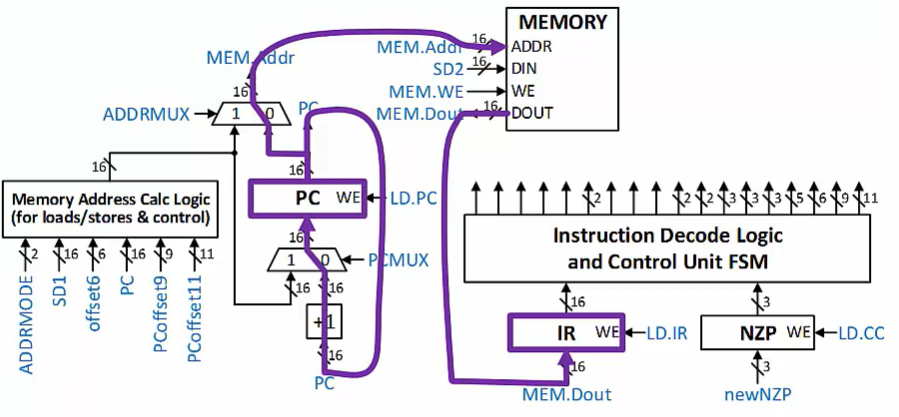 MEMORY
MEM.Addr
16
ADDR
SD2
16
DIN
MEM.WE
WE
MEM.Dout
16
DOUT
MEM.Addr
16
ADDRMUX
1 0
PC
16
PC WE
LD.PC
16
1 0
PCMUX
16
16
+1
16
PC
16
Memory Address Calc Logic
(for loads/stores & control)
2
16
6
16
9
11
ADDRMODE
SD1
offset6
PC
PCoffset9
PCoffset11
2 2 2 3 3 3 5 6 9 11
Instruction Decode Logic
and Control Unit FSM
16
3
IR WE
LD.IR
NZP WE
LD.CC
16
3
MEM.Dout
newNZP